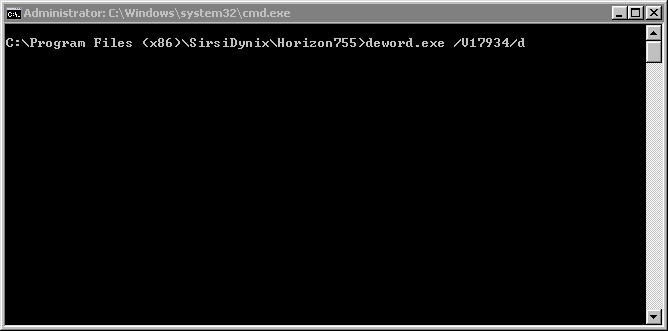 Administrator: C:\Windows\system32\cmd.exe
C:\Program Files (x86)\SirsiDynix\Horizon755>deword.exe /V17934/d